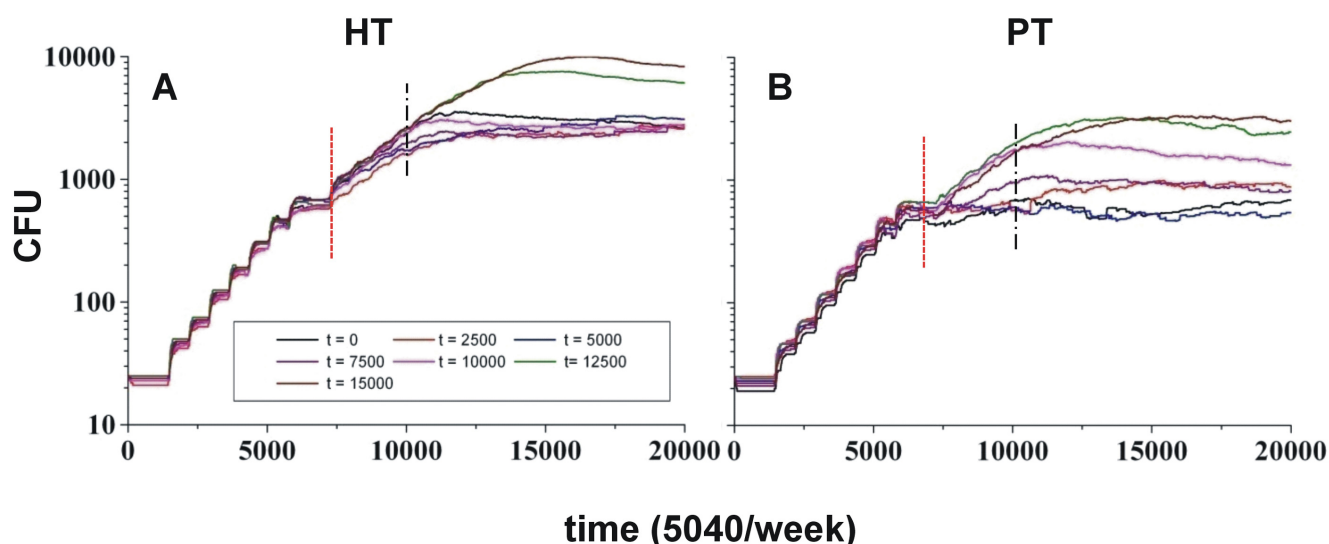 HT
PT
A
B
CFU
10000
1000
100
10
t = 0
t = 2500
t = 5000
t = 7500
t = 10000
t= 12500
t = 15000
0
5000
10000
15000
20000
0
5000
10000
15000
20000
time (5040/week)